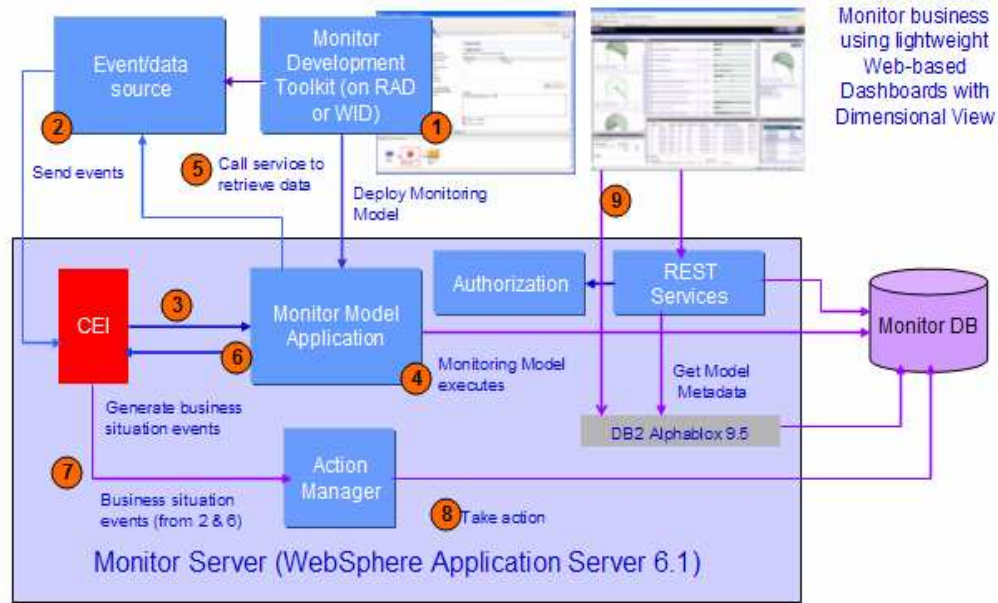 Monitor business
using lightweight
Web-based
Dashboards with
Dimensional View
Event/data
source
Monitor
Development
Toolkit (on RAD
or WID)
2
1
Send events
5
Call service to
retrieve data
Deploy Monitoring
Model
9
CEI
3
6
Monitor Model
Application
4
Authorization
REST
Services
Monitor DB
Monitoring Model
executes
Get Model
Metadata
Generate business
situation events
DB2 Alphablox 9.5
7
Action
Manager
Business situation
events (from 2 & 6)
8
Take action
Monitor Server (WebSphere Application Server 6.1)